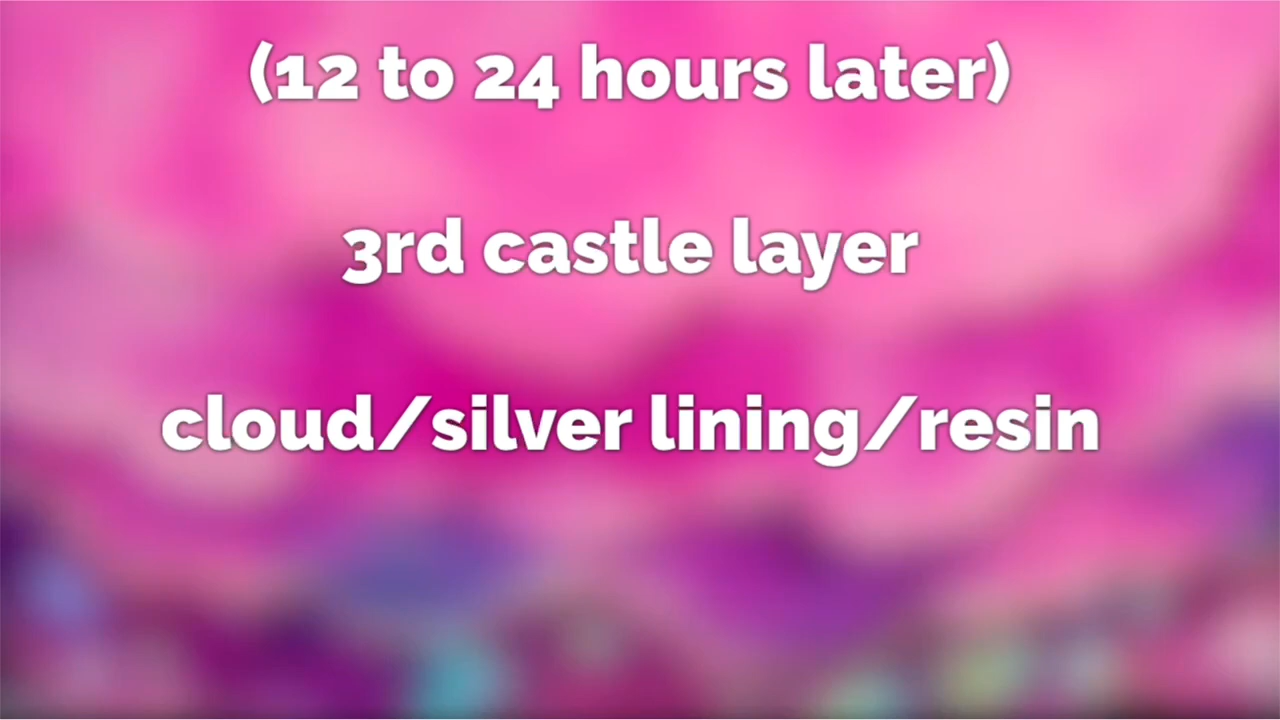 (12 to 24 hours later)
3rd castle layer
cloud/silver lining/resin